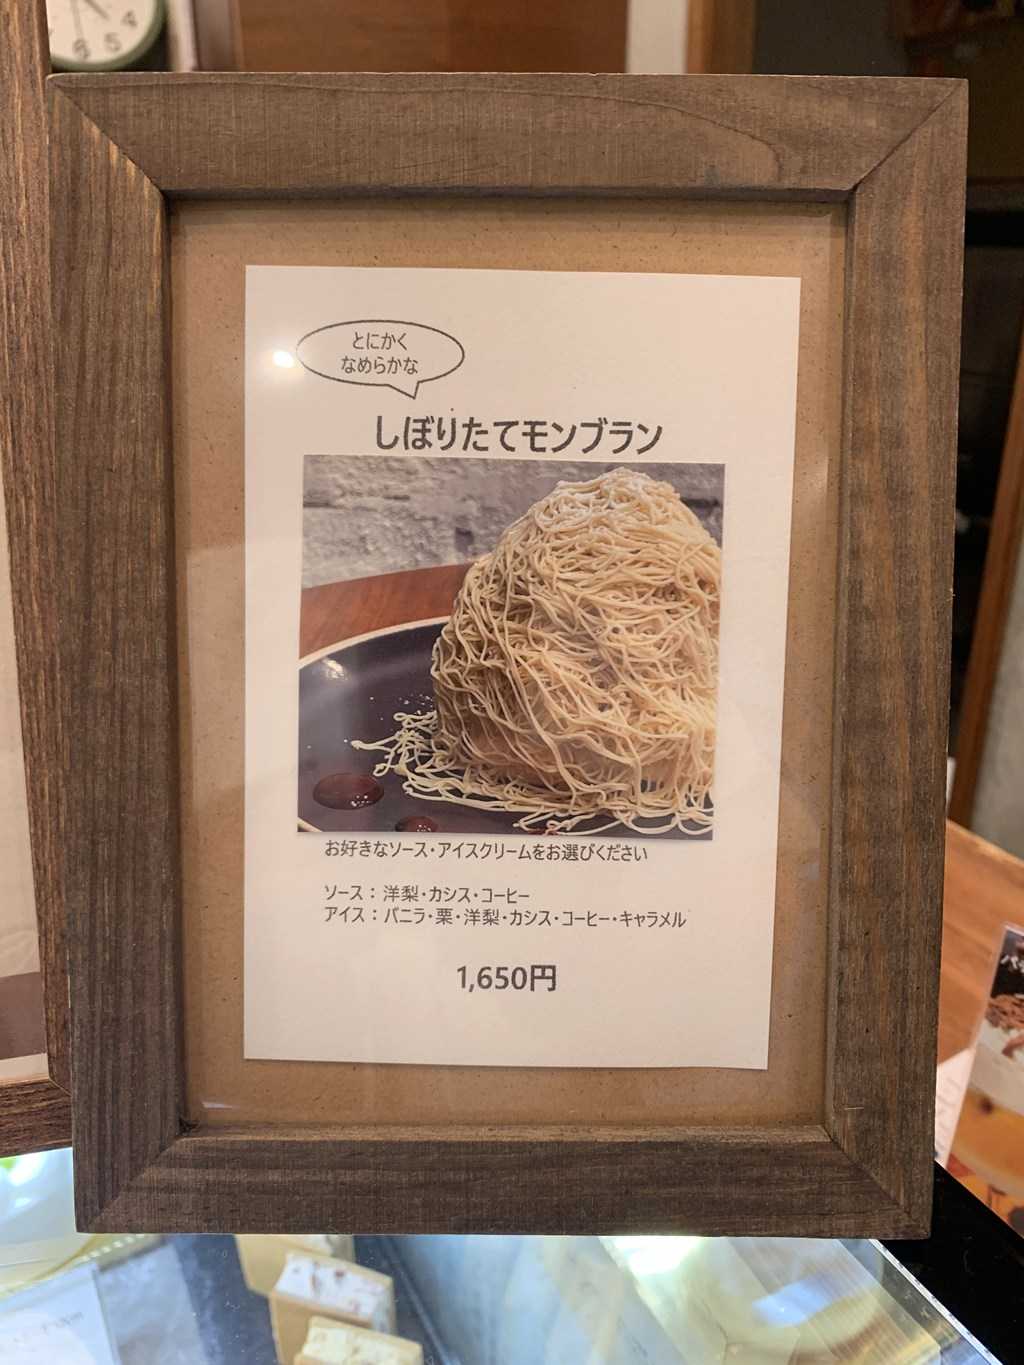 とにかく
なめらかな
しぼりたてモンブラン
お好きなソース・アイスクリームをお選びください
ソース：洋梨・カシス・コーヒー
アイス：バニラ・栗・洋梨・カシス・コーヒー・キャラメル
1,650円
4
5
6